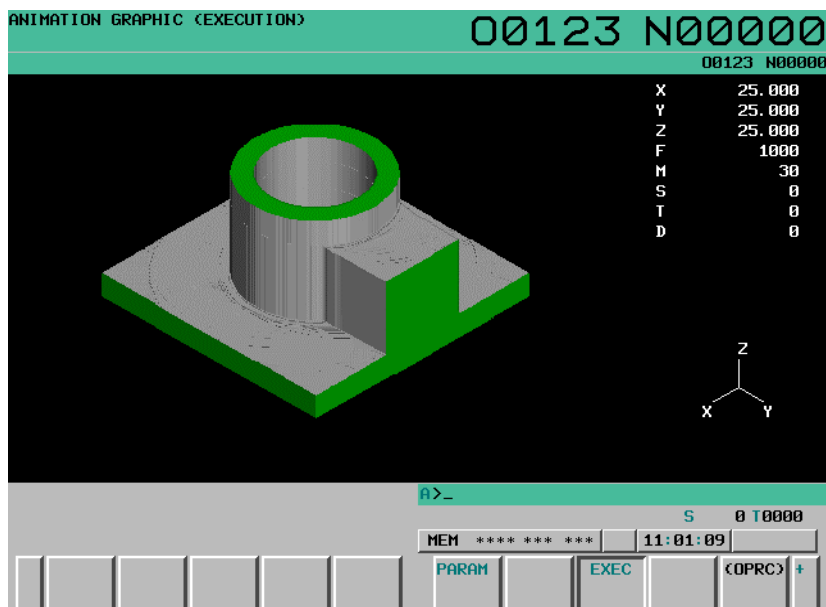 ANIMATION GRAPHIC (EXECUTION)
O0123 N00000
O0123 N00000
X 25.000
Y 25.000
Z 25.000
F 1000
M 30
S 0
T 0
D 0
Z
X Y
A>_
S 0 T0000
MEM **** *** *** 11:01:09
PARAM EXEC (OPRC) +